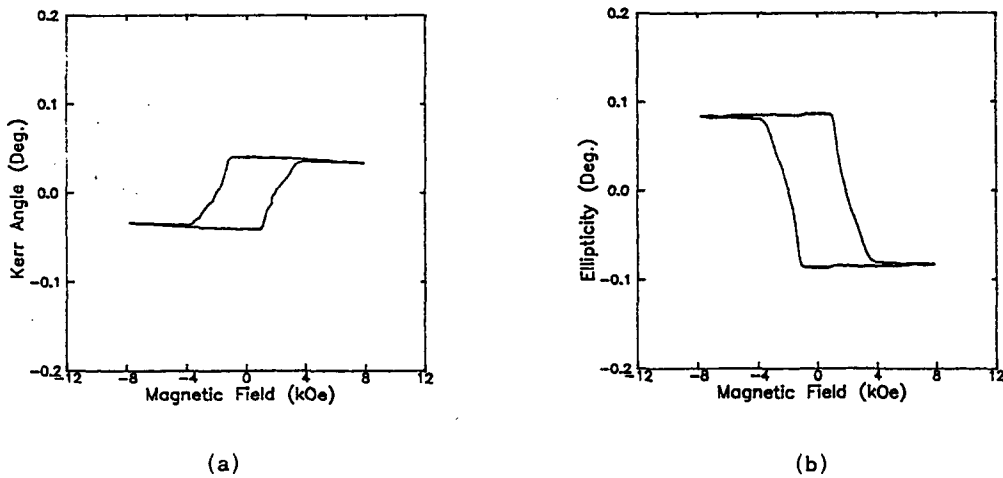 0.2
0.1
0.0
-0.1
-0.2
Kerr Angle (Deg.)
-12 -8 -4 0 4 8 12
Magnetic Field (kOe)
(a)
0.2
0.1
0.0
-0.1
-0.2
Ellipticity (Deg.)
-12 -8 -4 0 4 8 12
Magnetic Field (kOe)
(b)